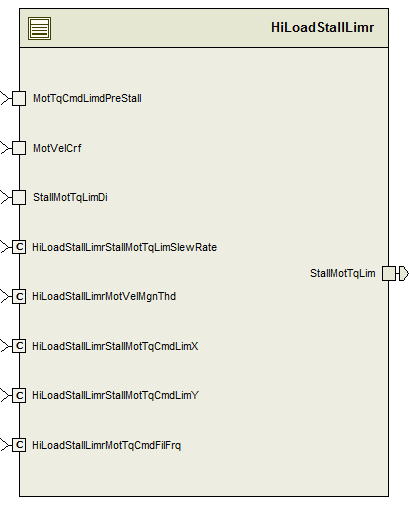 HiLoadStallLimr
MotTqCmdLimdPreStall
MotVelCrf
StallMotTqLimDi
C HiLoadStallLimrStallMotTqLimSlewRate
StallMotTqLim
C HiLoadStallLimrMotVelMgnThd
C HiLoadStallLimrStallMotTqCmdLimX
C HiLoadStallLimrStallMotTqCmdLimY
C HiLoadStallLimrMotTqCmdFilFrq